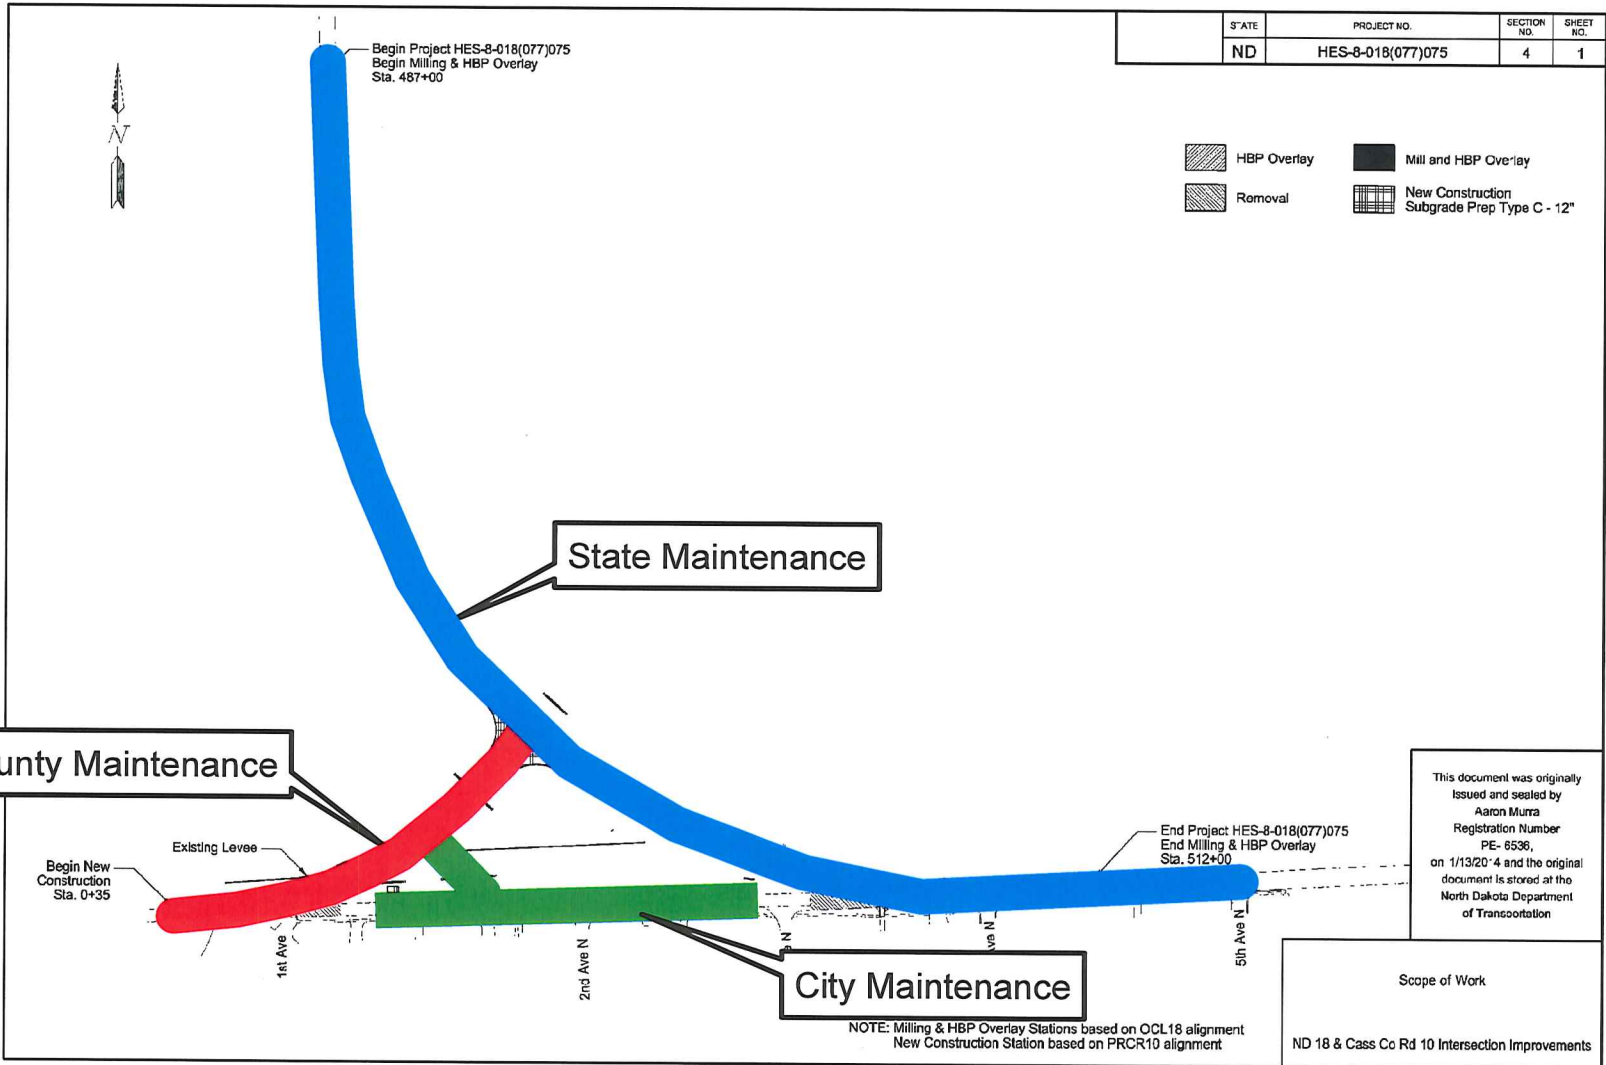 STATE
PROJECT NO.
SECTION NO.
SHEET NO.
ND
HES-8-018(077)075
4
1
Begin Project HES-8-018(077)075
Begin Milling & HBP Overlay
Sta. 487+00
N
HBP Overlay
Mill and HBP Overlay
Removal
New Construction
Subgrade Prep Type C - 12"
State Maintenance
unty Maintenance
Existing Levee
Begin New
Construction
Sta. 0+35
End Project HES-8-018(077)075
End Milling & HBP Overlay
Sta. 512+00
1st Ave
2nd Ave N
N
Ave N
5th Ave N
City Maintenance
NOTE: Milling & HBP Overlay Stations based on OCL18 alignment
New Construction Station based on PRCR10 alignment
This document was originally
issued and sealed by
Aaron Murra
Registration Number
PE- 6536,
on 1/13/20'4 and the original
document is stored at the
North Dakota Department
of Transportation
Scope of Work
ND 18 & Cass Co Rd 10 Intersection Improvements